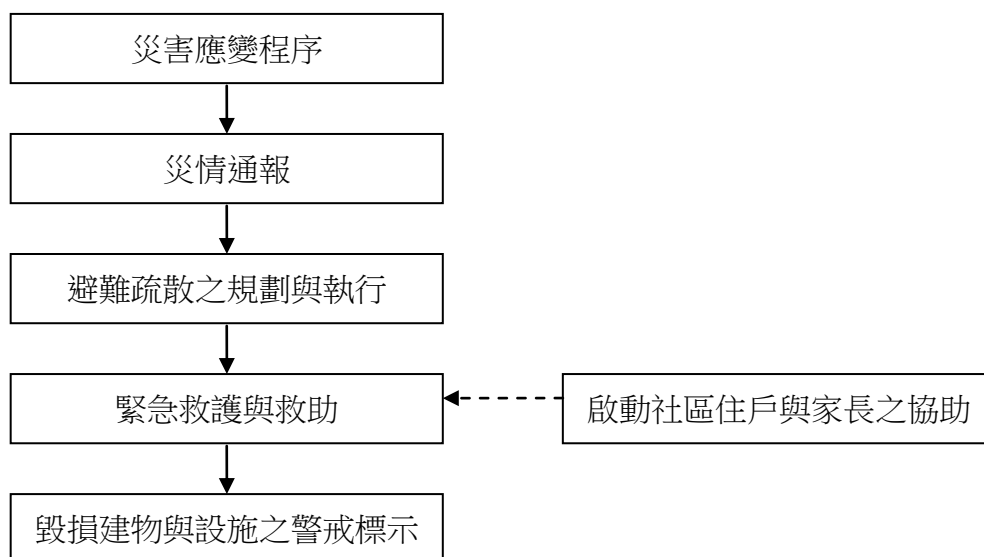 災害應變程序
災情通報
避難疏散之規劃與執行
緊急救護與救助
啟動社區住戶與家長之協助
毀損建物與設施之警戒標示